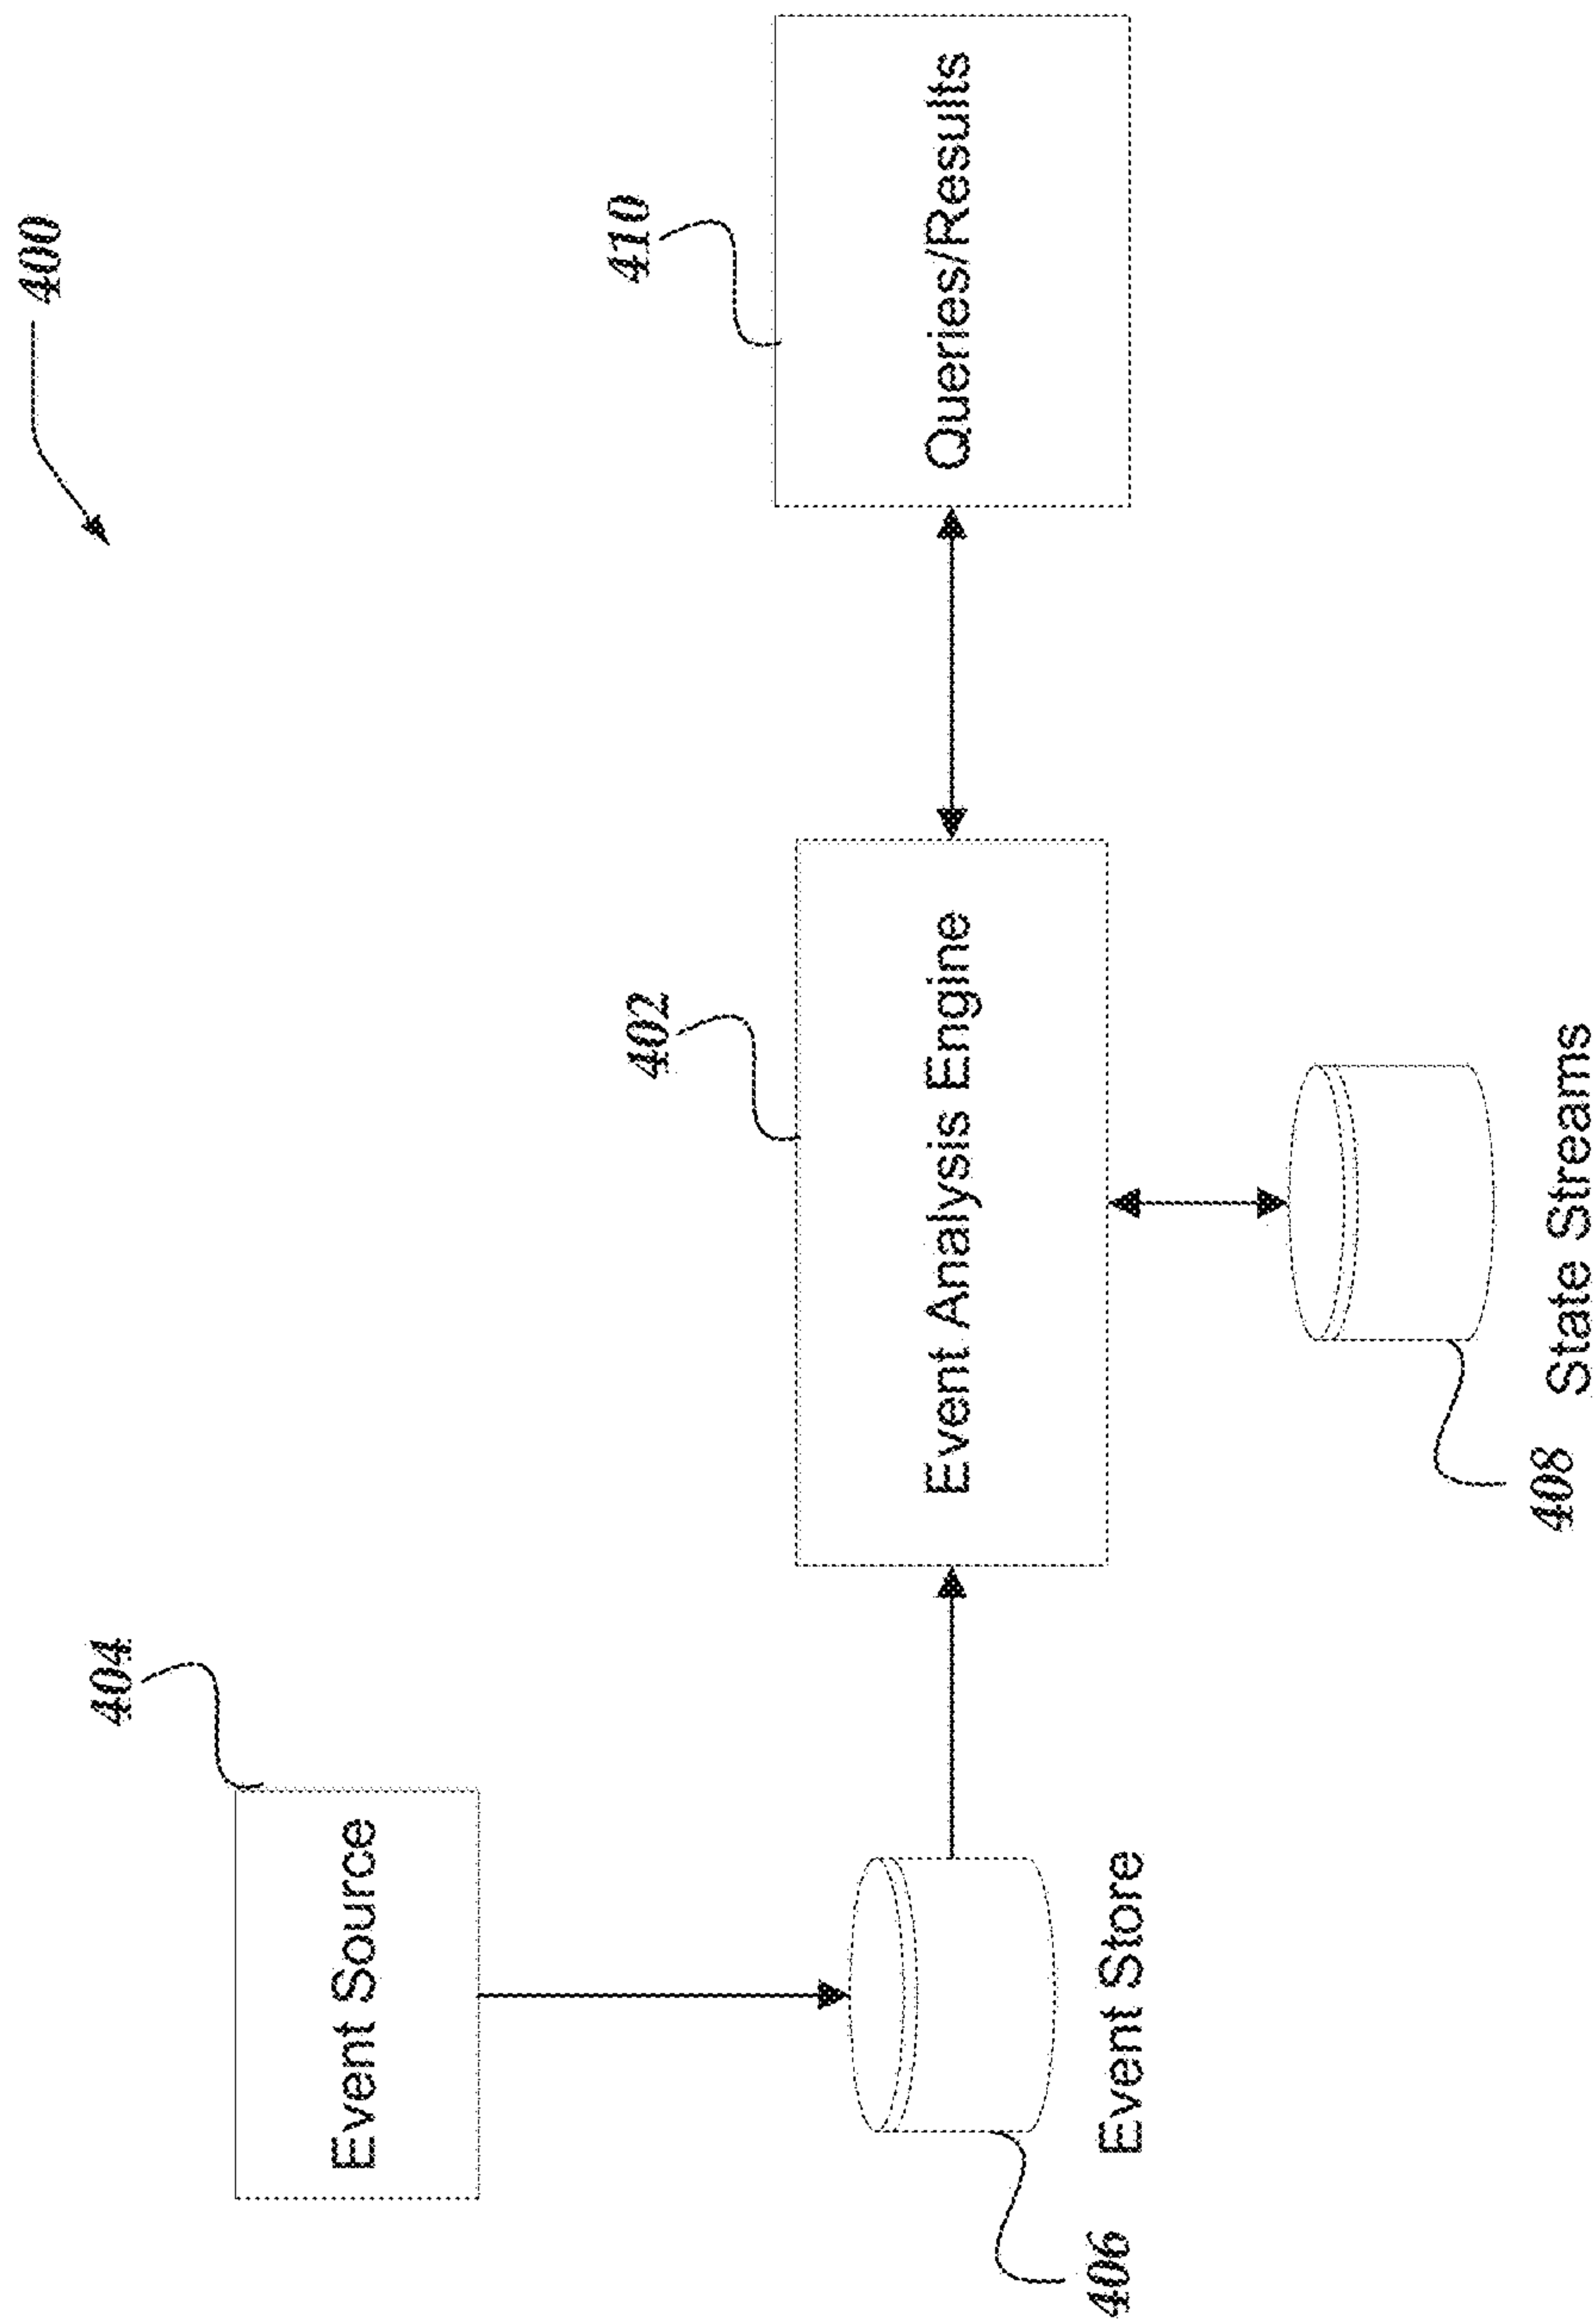 400
404
Event Source
402
410
Event Analysis Engine
Queries/Results
406
Event Store
408
State Streams